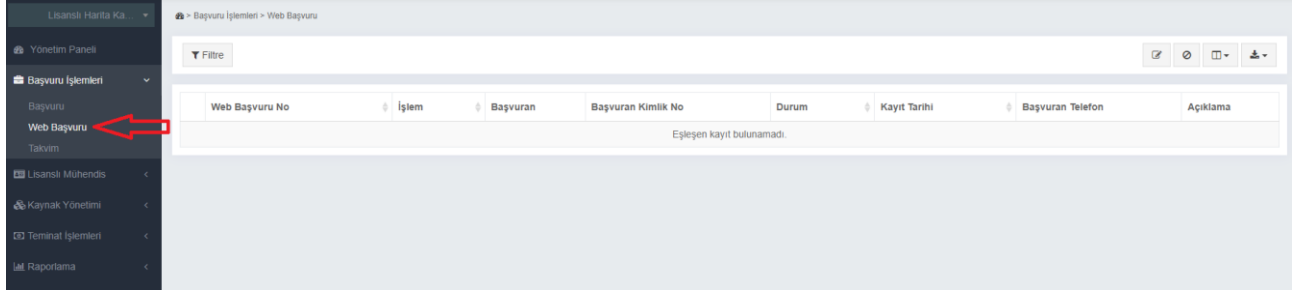 Lisanslı Harita Ka...
> Başvuru İşlemleri > Web Başvuru
Yönetim Paneli
Filtre
Başvuru İşlemleri
Başvuru
Web Başvuru
Takvim
Lisanslı Mühendis
Kaynak Yönetimi
Teminat İşlemleri
Raporlama
Web Başvuru No İşlem Başvuran Başvuran Kimlik No Durum Kayıt Tarihi Başvuran Telefon Açıklama
Eşleşen kayıt bulunamadı.